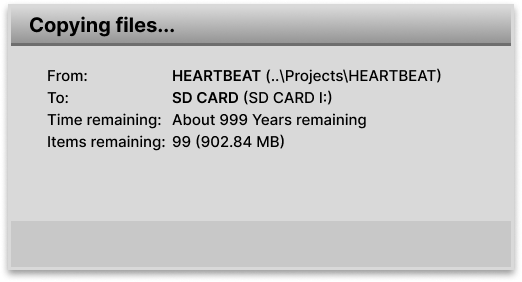 Copying files...
From: HEARTBEAT (..\Projects\HEARTBEAT)
To: SD CARD (SD CARD I:)
Time remaining: About 999 Years remaining
Items remaining: 99 (902.84 MB)